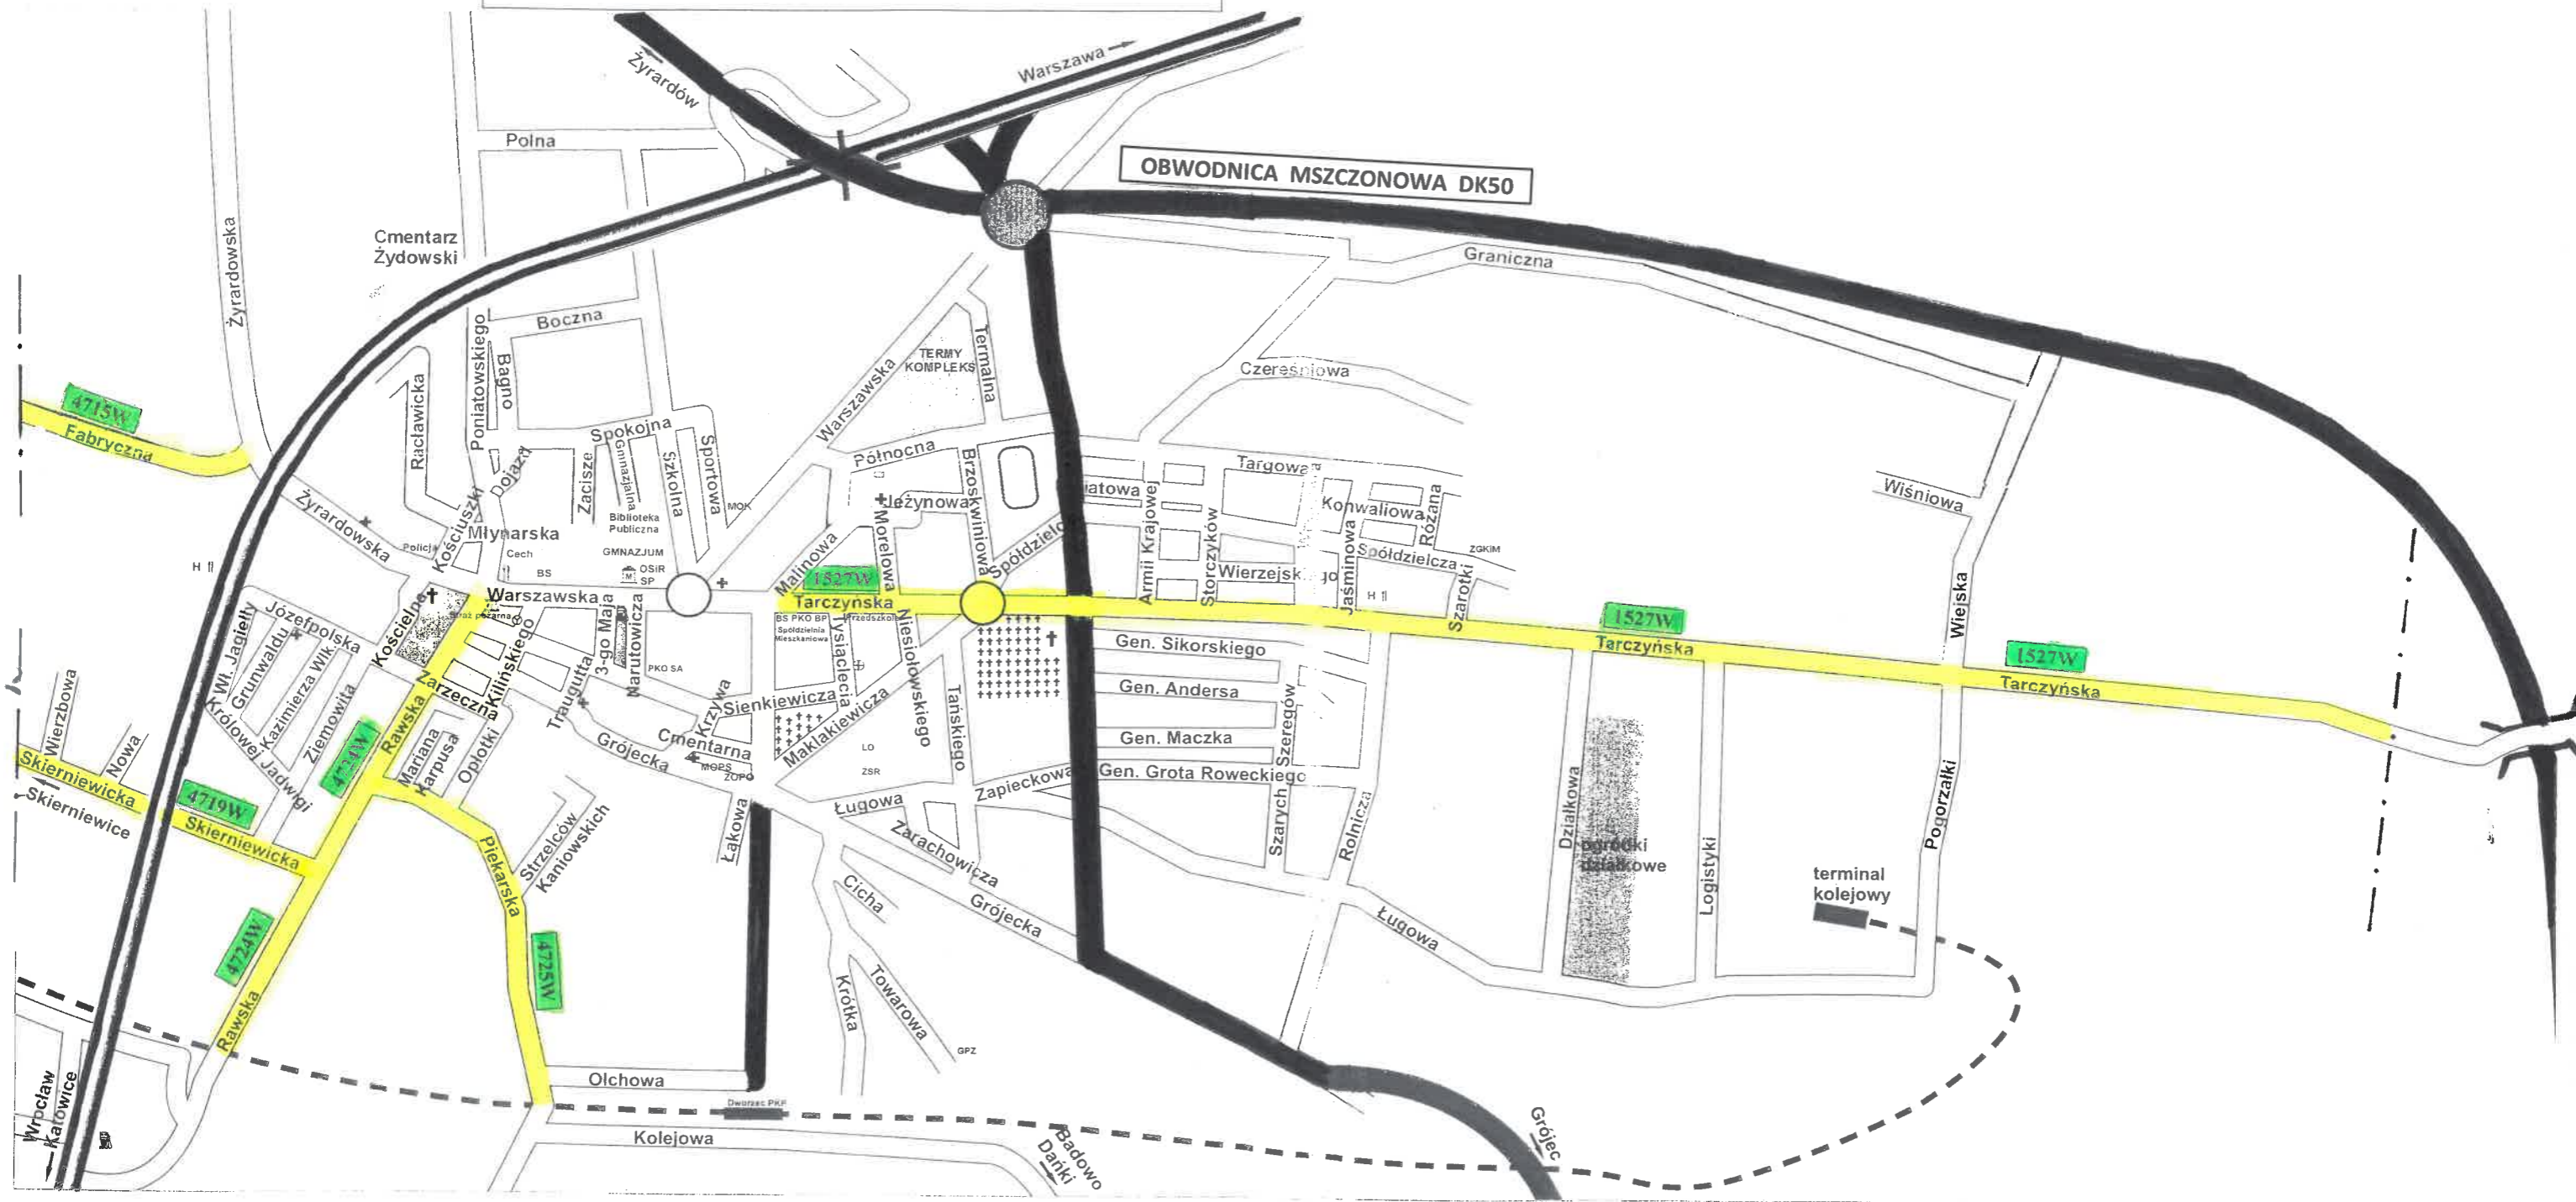 Żyrardów
Warszawa
Polna
OBWODNICA MSZCZONOWA DK50
Cmentarz
Żydowski
Żyrardowska
Graniczna
Boczna
Poniatowskiego
Bagno
Racławicka
TERMY
KOMPLEKS
Termalna
Czereśniowa
Warszawska
4715W
Fabryczna
Spokojna
Gimnazjalna
Szkolna
Sportowa
Zacisze
Dojazd
Północna
Brzoskwiniowa
Targowa
Jeżynowa
iatowa
Armii Krajowej
Konwaliowa
Różana
Wiśniowa
MOK
Biblioteka
Publiczna
Żyrardowska
Kościuszki
Młynarska
Policja
Cech
GMNAZJUM
BS
M
OSiR
SP
Malinowa
Morelowa
Spółdzielc
Storczyków
Jaśminowa
Spółdzielcza
ZGKiM
Szarotki
H
Wierzejsk
go
H
1527W
Tarczyńska
Warszawska
Kościelna
Wł. Jagiełły
Józefpolska
Grunwaldu
Kazimierza Wlk.
Ziemowita
Królowej Jadwigi
Kilińskiego
3-go Maja
Narutowicza
Traugutta
PKO SA
BS PKO BP
Spółdzielnia
Mieszkaniowa
Przedszkole
Tysiąclecia
Niesiołowskiego
Tańskiego
Wiejska
1527W
Tarczyńska
1527W
Tarczyńska
Gen. Sikorskiego
Gen. Andersa
Gen. Maczka
Gen. Grota Roweckiego
Szarych Szeregów
Zarzeczna
Rawska
4724W
Mariana
Karpusa
Opłotki
Krzywa
Sienkiewicza
Maklakiewicza
Cmentarna
MOPS
ZOPO
LO
ZSR
Grójecka
Wierzbowa
Nowa
Skierniewicka
Skierniewice
4719W
Skierniewicka
Piekarska
Strzelców
Kaniowskich
Łąkowa
Ługowa
Zapieckowa
Zarachowicza
Grójecka
Rolnicza
Działkowa
ogródki
działkowe
Logistyki
Pogorzałki
terminal
kolejowy
Ługowa
Cicha
Krótka
Towarowa
GPZ
4724W
Rawska
4725W
Olchowa
Dworzec PKP
Kolejowa
Badowo
Dańki
Grójec
Wrocław
Katowice